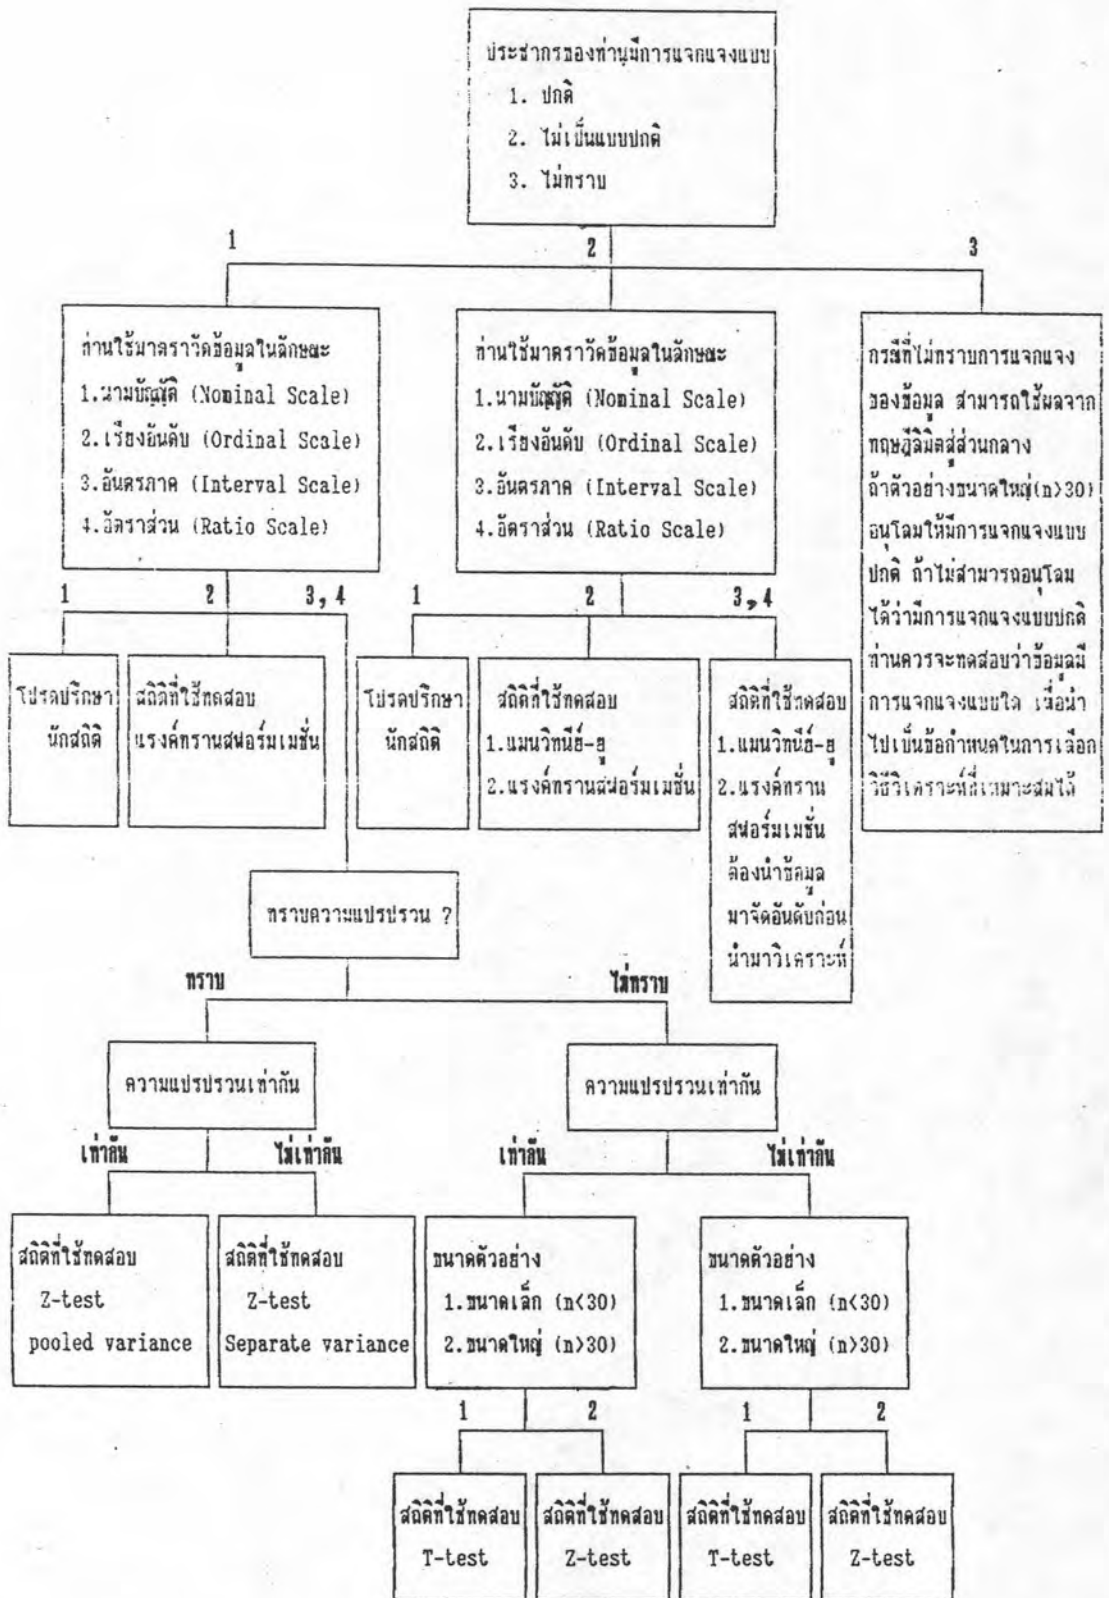 ประชากรของท่านมีการแจกแจงแบบ
1. ปกติ
2. ไม่เป็นแบบปกติ
3. ไม่ทราบ
1
2
3
ท่านใช้มาตราวัดข้อมูลในลักษณะ
1.นามบัญญัติ (Nominal Scale)
2.เรียงอันดับ (Ordinal Scale)
3.อันตรภาค (Interval Scale)
4.อัตราส่วน (Ratio Scale)
ท่านใช้มาตราวัดข้อมูลในลักษณะ
1.นามบัญญัติ (Nominal Scale)
2.เรียงอันดับ (Ordinal Scale)
3.อันตรภาค (Interval Scale)
4.อัตราส่วน (Ratio Scale)
กรณีที่ไม่ทราบการแจกแจง
ของข้อมูล สามารถใช้ผลจาก
ทฤษฎีลิมิตสู่ส่วนกลาง
ถ้าตัวอย่างขนาดใหญ่(n>30)
อนุโลมให้มีการแจกแจงแบบ
ปกติ ถ้าไม่สามารถอนุโลม
ได้ว่ามีการแจกแจงแบบปกติ
ท่านควรจะทดสอบว่าข้อมูลมี
การแจกแจงแบบใด เพื่อนำ
ไปเป็นข้อกำหนดในการเลือก
วิธีวิเคราะห์ที่เหมาะสมได้
1
2
3, 4
1
2
3, 4
โปรดปรึกษา
นักสถิติ
สถิติที่ใช้ทดสอบ
แรงค์ทรานสฟอร์มเมชั่น
โปรดปรึกษา
นักสถิติ
สถิติที่ใช้ทดสอบ
1.แมนวิทนีย์-ยู
2.แรงค์ทรานสฟอร์มเมชั่น
สถิติที่ใช้ทดสอบ
1.แมนวิทนีย์-ยู
2.แรงค์ทราน
สฟอร์มเมชั่น
ต้องนำข้อมูล
มาจัดอันดับก่อน
นำมาวิเคราะห์
ทราบความแปรปรวน ?
ทราบ
ไม่ทราบ
ความแปรปรวนเท่ากัน
ความแปรปรวนเท่ากัน
เท่ากัน
ไม่เท่ากัน
เท่ากัน
ไม่เท่ากัน
สถิติที่ใช้ทดสอบ
Z-test
pooled variance
สถิติที่ใช้ทดสอบ
Z-test
Separate variance
ขนาดตัวอย่าง
1.ขนาดเล็ก (n<30)
2.ขนาดใหญ่ (n>30)
ขนาดตัวอย่าง
1.ขนาดเล็ก (n<30)
2.ขนาดใหญ่ (n>30)
1
2
1
2
สถิติที่ใช้ทดสอบ
T-test
สถิติที่ใช้ทดสอบ
Z-test
สถิติที่ใช้ทดสอบ
T-test
สถิติที่ใช้ทดสอบ
Z-test